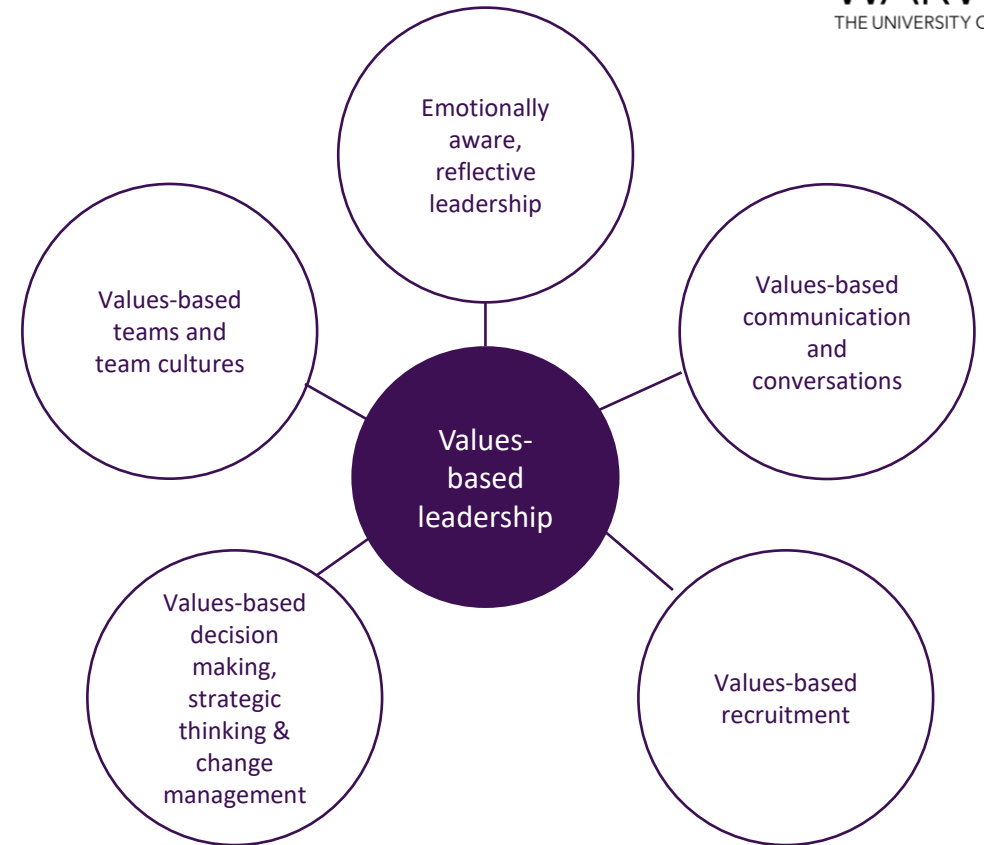 THE UNIVERSITY
Emotionally
aware,
reflective
leadership
Values-based
communication
and
conversations
Values-based
recruitment
Values-based
decision
making,
strategic
thinking &
change
management
Values-based
teams and
team cultures
Values-
based
leadership